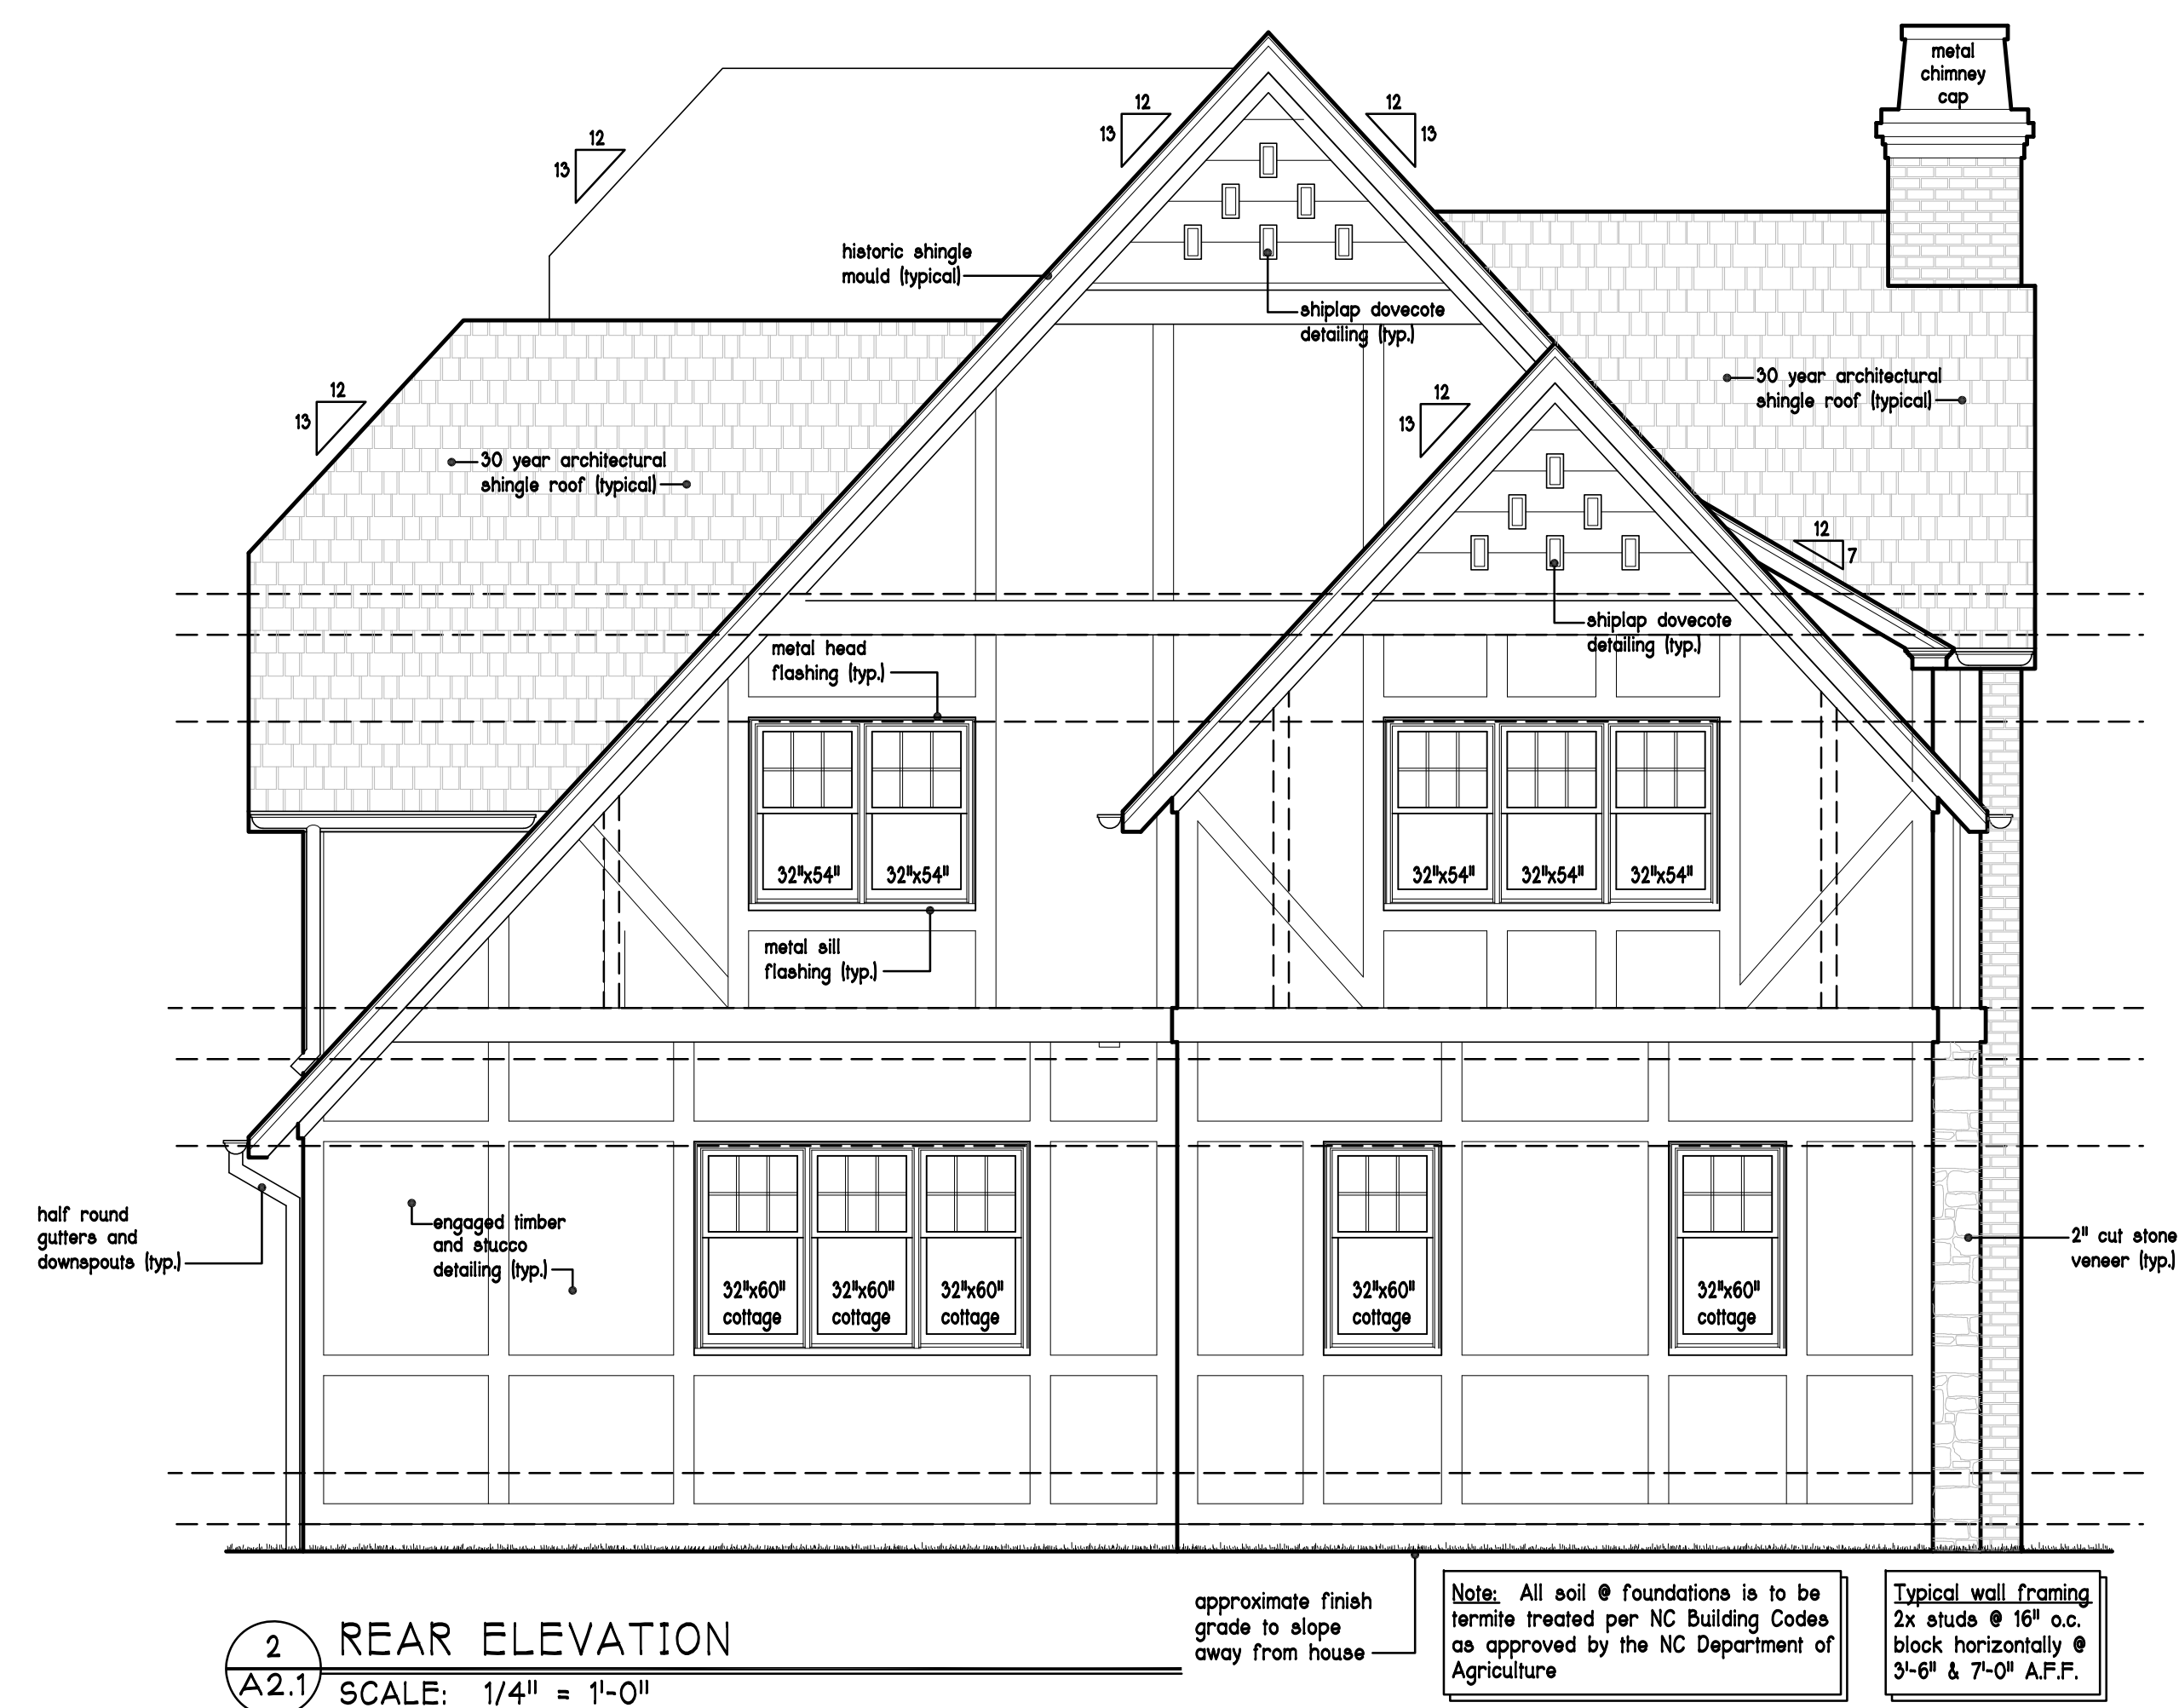 metal
chimney
cap
12
13
12
13
12
13
historic shingle
mould (typical)
shiplap dovecote
detailing (typ.)
12
13
30 year architectural
shingle roof (typical)
12
13
30 year architectural
shingle roof (typical)
12
7
shiplap dovecote
detailing (typ.)
metal head
flashing (typ.)
32"x54"
32"x54"
32"x54"
32"x54"
32"x54"
metal sill
flashing (typ.)
half round
gutters and
downspouts (typ.)
engaged timber
and stucco
detailing (typ.)
2" cut stone
veneer (typ.)
32"x60"
cottage
32"x60"
cottage
32"x60"
cottage
32"x60"
cottage
32"x60"
cottage
approximate finish
grade to slope
away from house
Note: All soil @ foundations is to be
termite treated per NC Building Codes
as approved by the NC Department of
Agriculture
Typical wall framing
2x studs @ 16" o.c.
block horizontally @
3'-6" & 7'-0" A.F.F.
2
A2.1
REAR ELEVATION
SCALE: 1/4" = 1'-0"